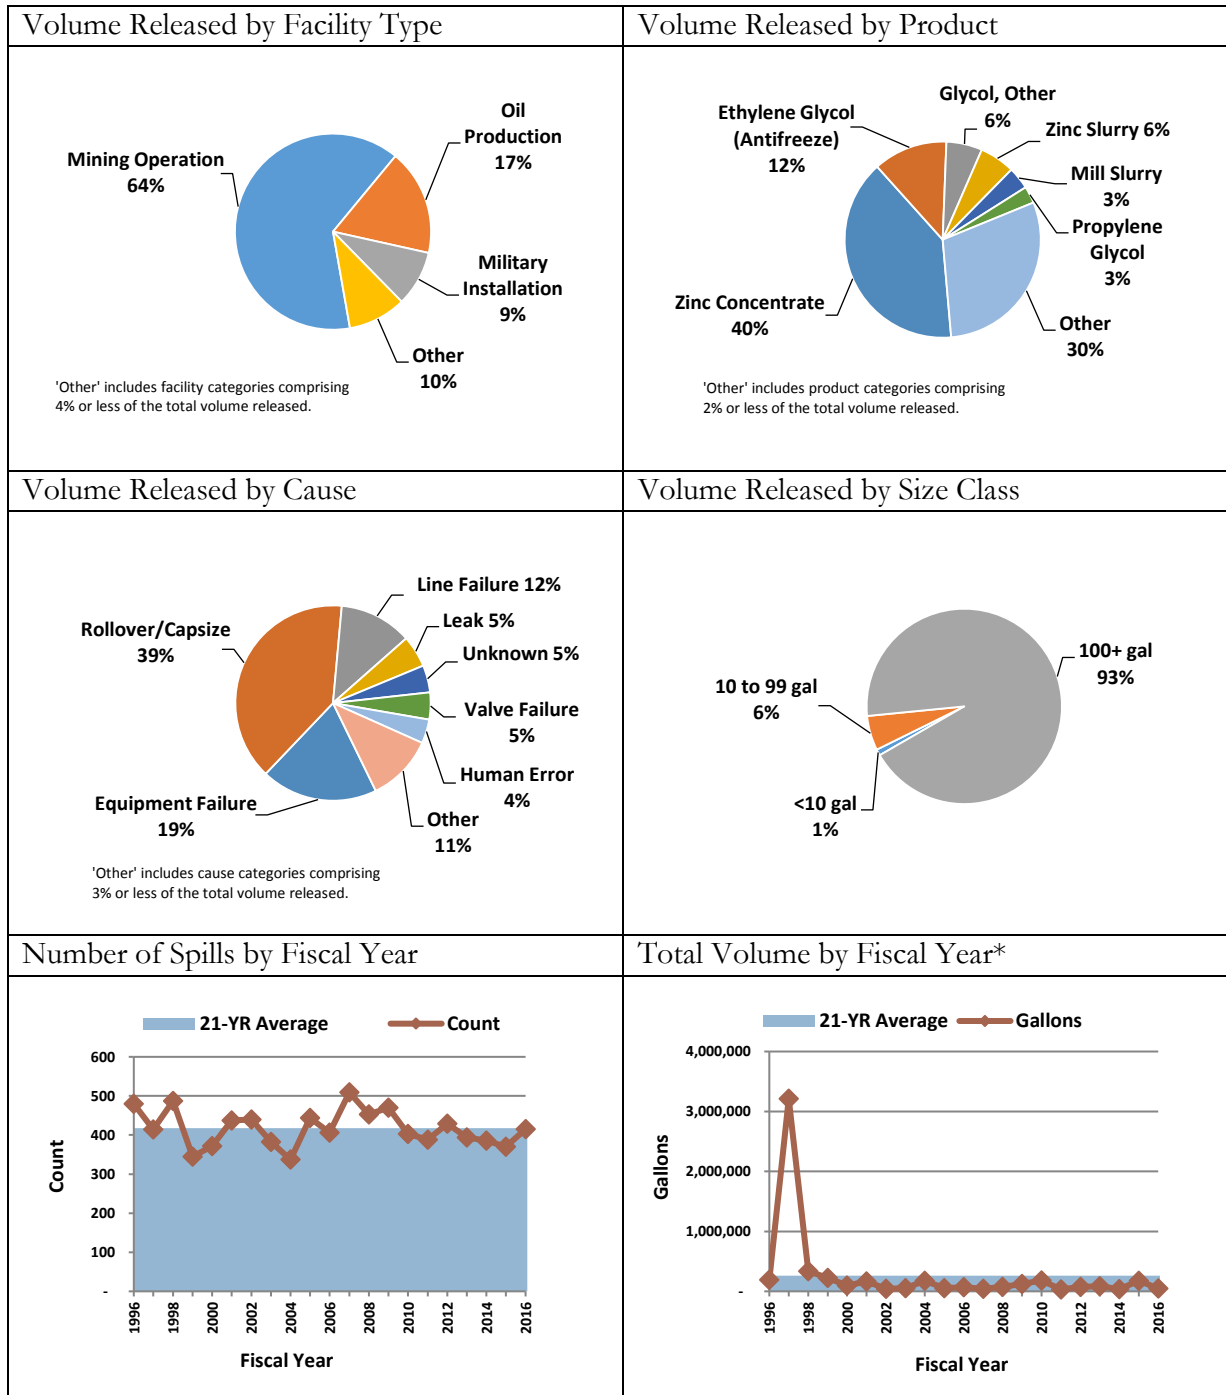 Volume Released by Facility Type
Mining Operation
64%
Oil
Production
17%
Military
Installation
9%
Other
10%
'Other' includes facility categories comprising
4% or less of the total volume released.
Volume Released by Product
Ethylene Glycol
(Antifreeze)
12%
Glycol, Other
6%
Zinc Slurry 6%
Mill Slurry
3%
Propylene
Glycol
3%
Zinc Concentrate
40%
Other
30%
'Other' includes product categories comprising
2% or less of the total volume released.
Volume Released by Cause
Line Failure 12%
Leak 5%
Rollover/Capsize
39%
Unknown 5%
Valve Failure
5%
Human Error
4%
Equipment Failure
19%
Other
11%
'Other' includes cause categories comprising
3% or less of the total volume released.
Volume Released by Size Class
100+ gal
93%
10 to 99 gal
6%
<10 gal
1%
Number of Spills by Fiscal Year
21-YR Average
Count
600
500
400
300
200
100
-
Count
1996
1998
2000
2002
2004
2006
2008
2010
2012
2014
2016
Fiscal Year
Total Volume by Fiscal Year*
21-YR Average
Gallons
4,000,000
3,000,000
2,000,000
1,000,000
-
Gallons
1996
1998
2000
2002
2004
2006
2008
2010
2012
2014
2016
Fiscal Year